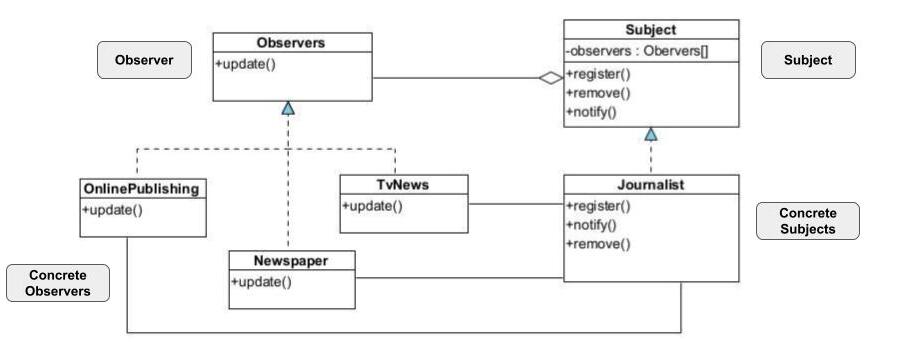 Observer
Observers
+update()
Subject
-observers : Obervers[]
+register()
+remove()
+notify()
Subject
OnlinePublishing
+update()
TvNews
+update()
Journalist
+register()
+notify()
+remove()
Concrete
Subjects
Newspaper
+update()
Concrete
Observers